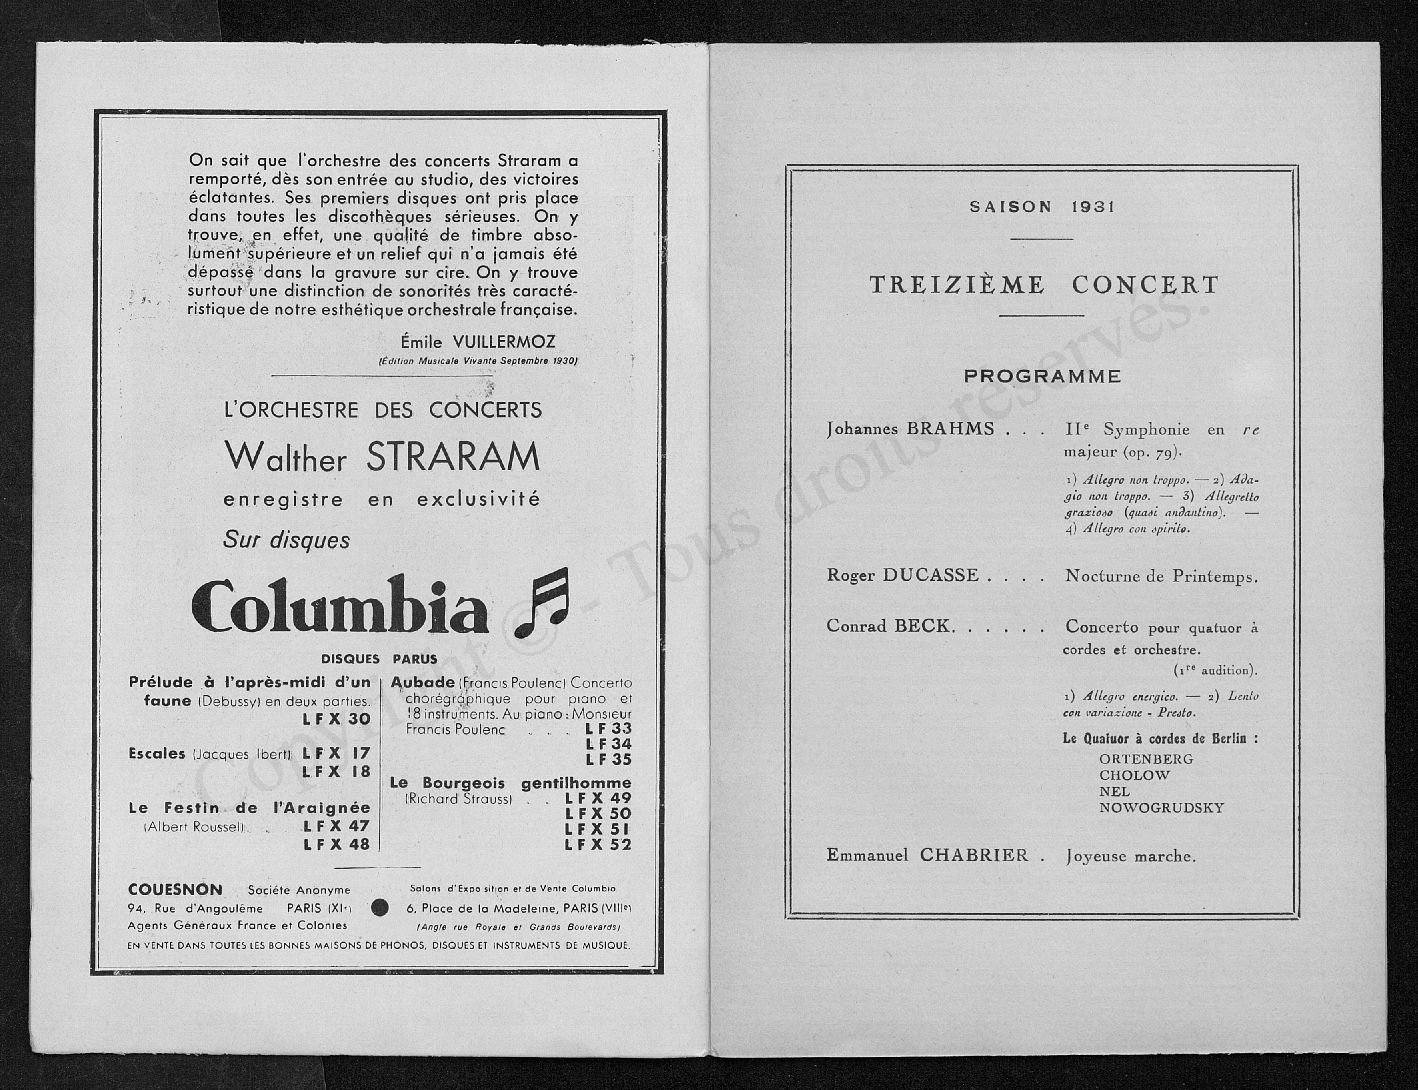 On sait que l'orchestre des concerts Straram a
remporté, dès son entrée au studio, des victoires
éclatantes. Ses premiers disques ont pris place
dans toutes les discothèques sérieuses. On y
trouve, en effet, une qualité de timbre abso-
lument supérieure et un relief qui n'a jamais été
dépassé dans la gravure sur cire. On y trouve
surtout une distinction de sonorités très caracté-
ristique de notre esthétique orchestrale française.
Émile VUILLERMOZ
(Édition Musicale Vivante Septembre 1930)
L'ORCHESTRE DES CONCERTS
Walther STRARAM
enregistre en exclusivité
Sur disques
Columbia
DISQUES PARUS
Prélude à l'après-midi d'un
faune (Debussy) en deux parties.
LFX 30
Escales (Jacques Ibert) LFX 17
LFX 18
Le Festin de l'Araignée
(Albert Roussel). . LFX 47
LFX 48
Aubade (Francis Poulenc) Concerto
chorégraphique pour piano et
18 instruments. Au piano : Monsieur
Francis Poulenc . . . LF 33
LF 34
LF 35
Le Bourgeois gentilhomme
(Richard Strauss) . . LFX 49
LFX 50
LFX 51
LFX 52
COUESNON Société Anonyme
94, Rue d'Angoulême PARIS (XIe)
Agents Généraux France et Colonies
Salons d'Exposition et de Vente Columbia
6, Place de la Madeleine, PARIS (VIIIe)
(Angle rue Royale et Grands Boulevards)
EN VENTE DANS TOUTES LES BONNES MAISONS DE PHONOS, DISQUES ET INSTRUMENTS DE MUSIQUE.
SAISON 1931
TREIZIÈME CONCERT
PROGRAMME
Johannes BRAHMS . . . IIe Symphonie en re
majeur (op. 79).
1) Allegro non troppo. — 2) Ada-
gio non troppo. — 3) Allegretto
grazioso (quasi andantino). —
4) Allegro con spirito.
Roger DUCASSE . . . . Nocturne de Printemps.
Conrad BECK. . . . . . Concerto pour quatuor à
cordes et orchestre.
(1re audition).
1) Allegro energico. — 2) Lento
con variazione - Presto.
Le Quatuor à cordes de Berlin :
ORTENBERG
CHOLOW
NEL
NOWOGRUDSKY
Emmanuel CHABRIER . Joyeuse marche.
Copyright © - Tous droits réservés.